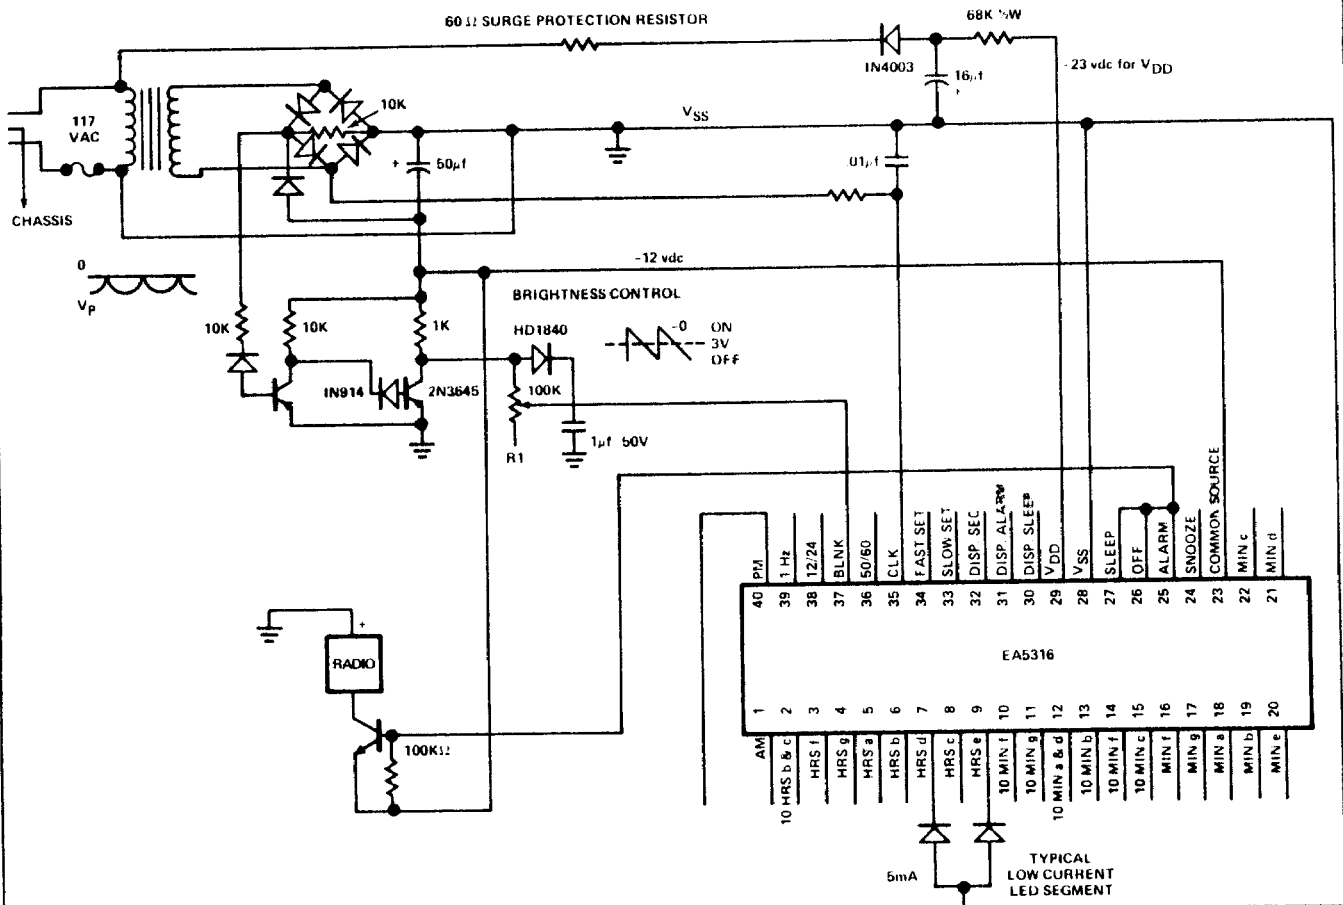 60 Ω SURGE PROTECTION RESISTOR
68K ½W
IN4003
16µf
+
-23 vdc for VDD
117
VAC
10K
VSS
+
50µf
.01µf
CHASSIS
0
VP
-12 vdc
BRIGHTNESS CONTROL
10K
10K
1K
HD1840
-0 ON
3V
OFF
IN914
2N3645
100K
R1
1µf 50V
PM
1 Hz
12/24
BLNK
50/60
CLK
FAST SET
SLOW SET
DISP. SEC
DISP. ALARM
DISP. SLEEP
VDD
VSS
SLEEP
OFF
ALARM
SNOOZE
COMMON SOURCE
MIN c
MIN d
40
39
38
37
36
35
34
33
32
31
30
29
28
27
26
25
24
23
22
21
EA5316
1
2
3
4
5
6
7
8
9
10
11
12
13
14
15
16
17
18
19
20
AM
10 HRS b & c
HRS f
HRS g
HRS a
HRS b
HRS d
HRS c
HRS e
10 MIN f
10 MIN g
10 MIN a & d
10 MIN b
10 MIN f
10 MIN c
MIN f
MIN g
MIN a
MIN b
MIN e
+
RADIO
100KΩ
5mA
TYPICAL
LOW CURRENT
LED SEGMENT